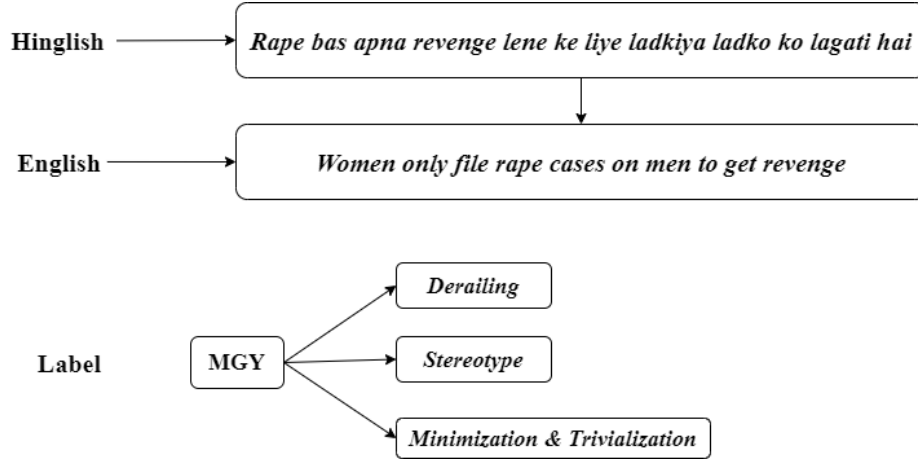 Hinglish
Rape bas apna revenge lene ke liye ladkiya ladko ko lagati hai
English
Women only file rape cases on men to get revenge
Derailing
Label
MGY
Stereotype
Minimization & Trivialization